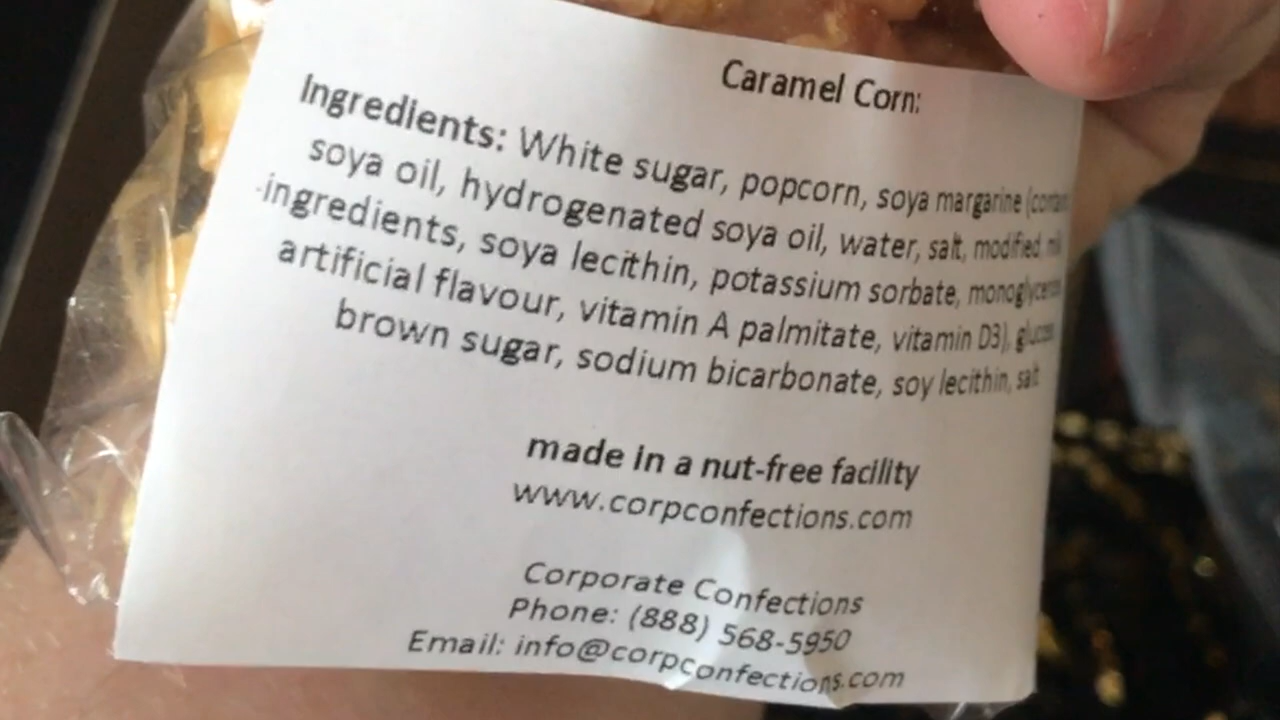 Caramel Corn:
Ingredients: White sugar, popcorn, soya margarine
soya oil, hydrogenated soya oil, water, salt, modified
-ingredients, soya lecithin, potassium sorbate,
artificial flavour, vitamin A palmitate, vitamin D3),
brown sugar, sodium bicarbonate, soy lecithin, salt
made in a nut-free facility
www.corpconfections.com
Corporate Confections
Phone: (888) 568-5950
Email: info@corpconfections.com